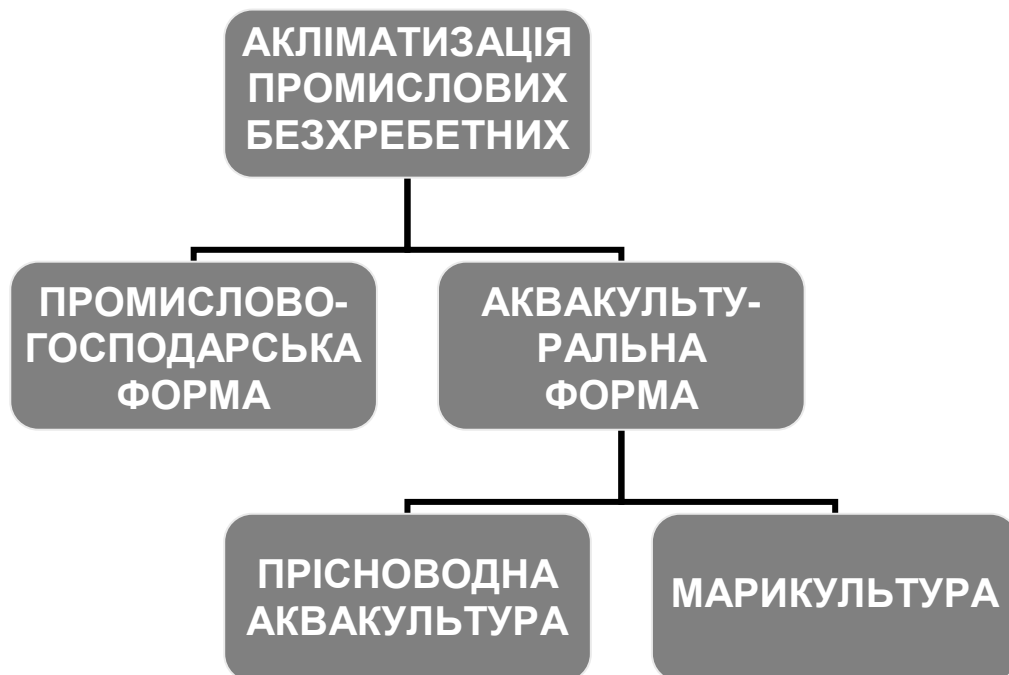 АКЛІМАТИЗАЦІЯ
ПРОМИСЛОВИХ
БЕЗХРЕБЕТНИХ
ПРОМИСЛОВО-
ГОСПОДАРСЬКА
ФОРМА
АКВАКУЛЬТУ-
РАЛЬНА
ФОРМА
ПРІСНОВОДНА
АКВАКУЛЬТУРА
МАРИКУЛЬТУРА